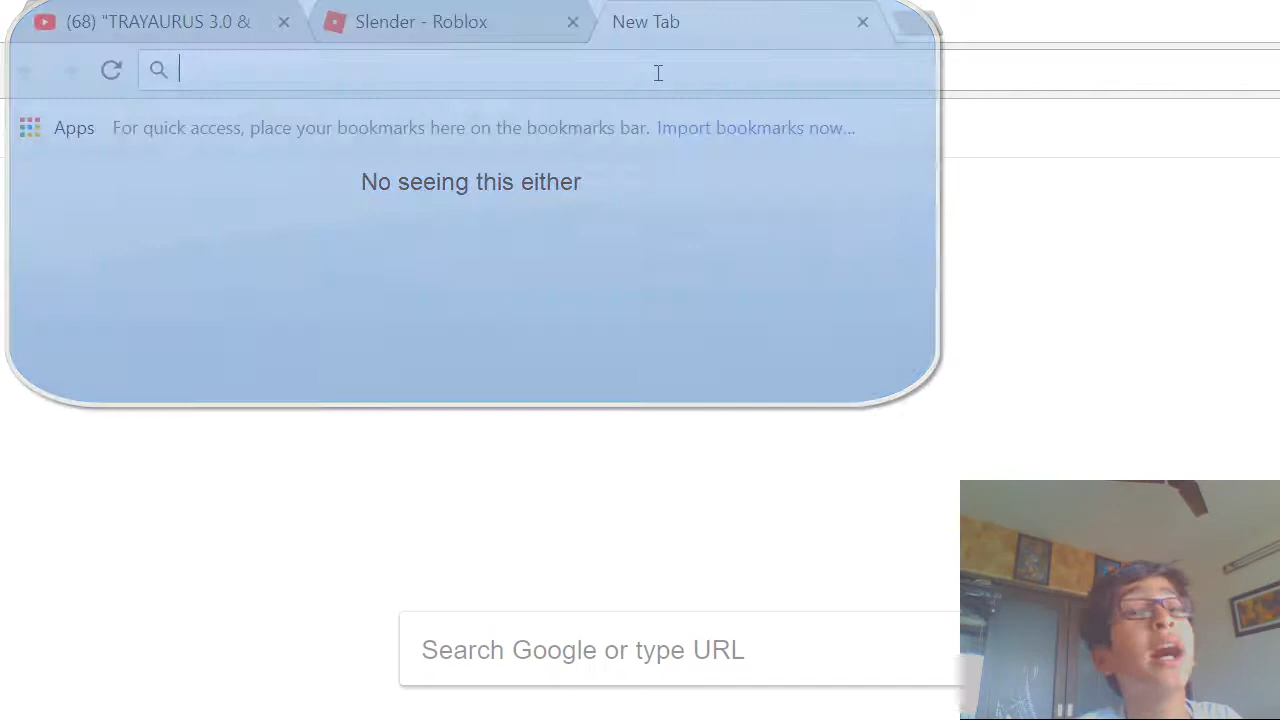 (68) "TRAYAURUS 3.0 &
Slender - Roblox
New Tab
Apps
For quick access, place your bookmarks here on the bookmarks bar. Import bookmarks now...
No seeing this either
Search Google or type URL